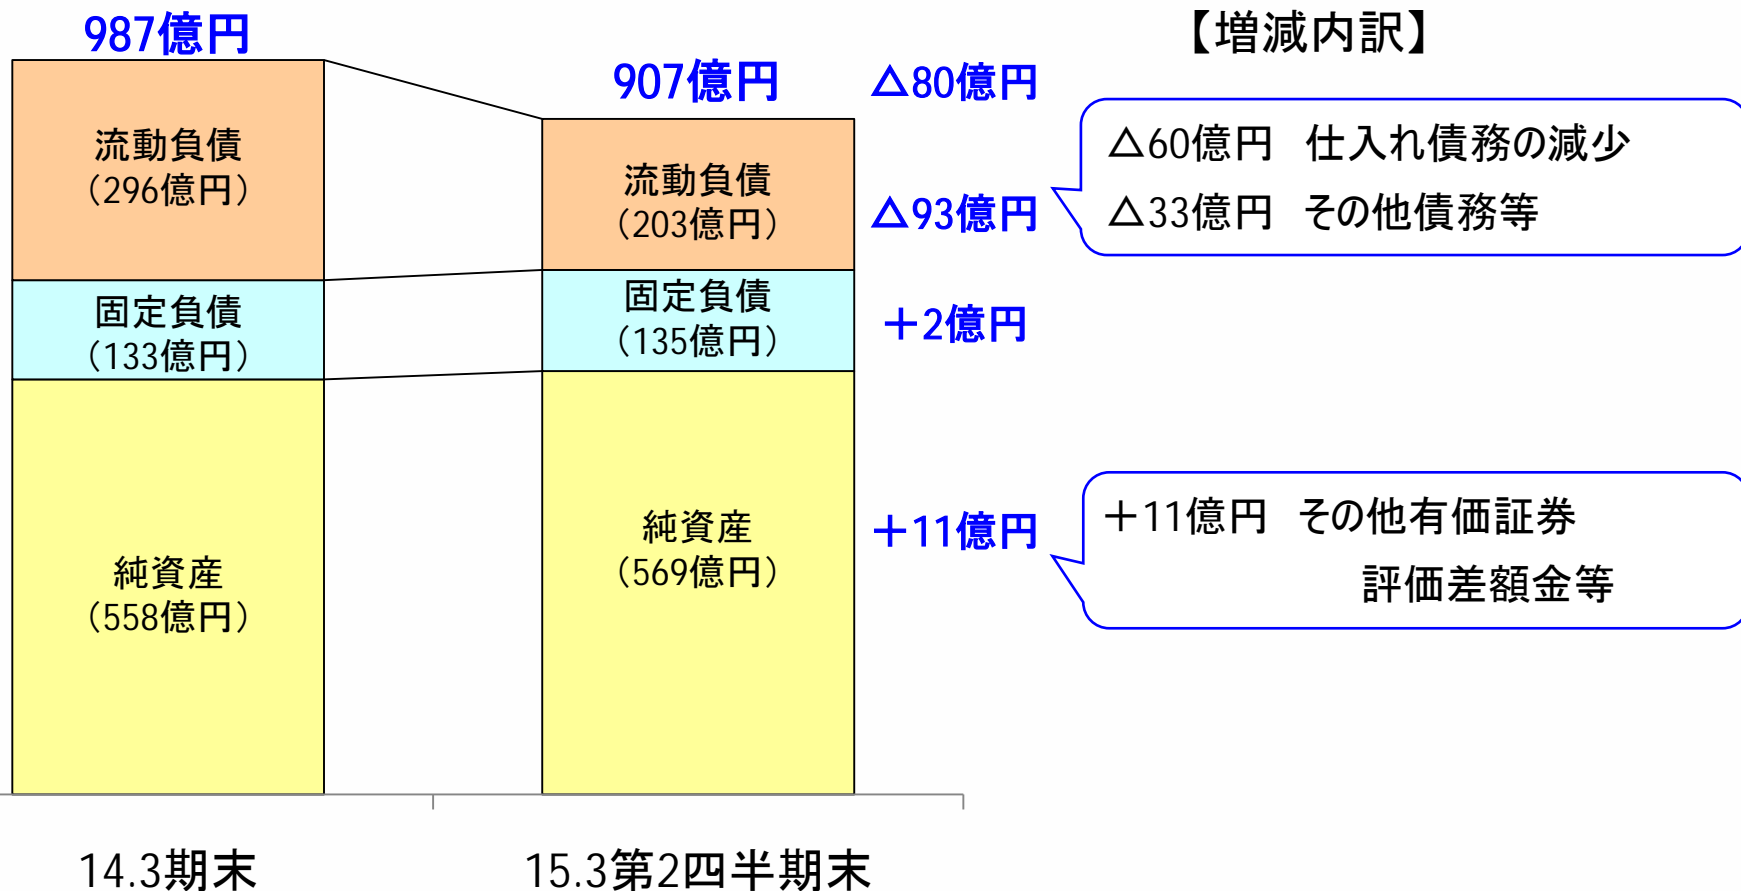 987億円
流動負債
（296億円）
固定負債
（133億円）
純資産
（558億円）
14.3期末
907億円
流動負債
（203億円）
固定負債
（135億円）
純資産
（569億円）
15.3第2四半期末
△80億円
△93億円
＋2億円
＋11億円
【増減内訳】
△60億円　仕入れ債務の減少
△33億円　その他債務等
＋11億円　その他有価証券
評価差額金等